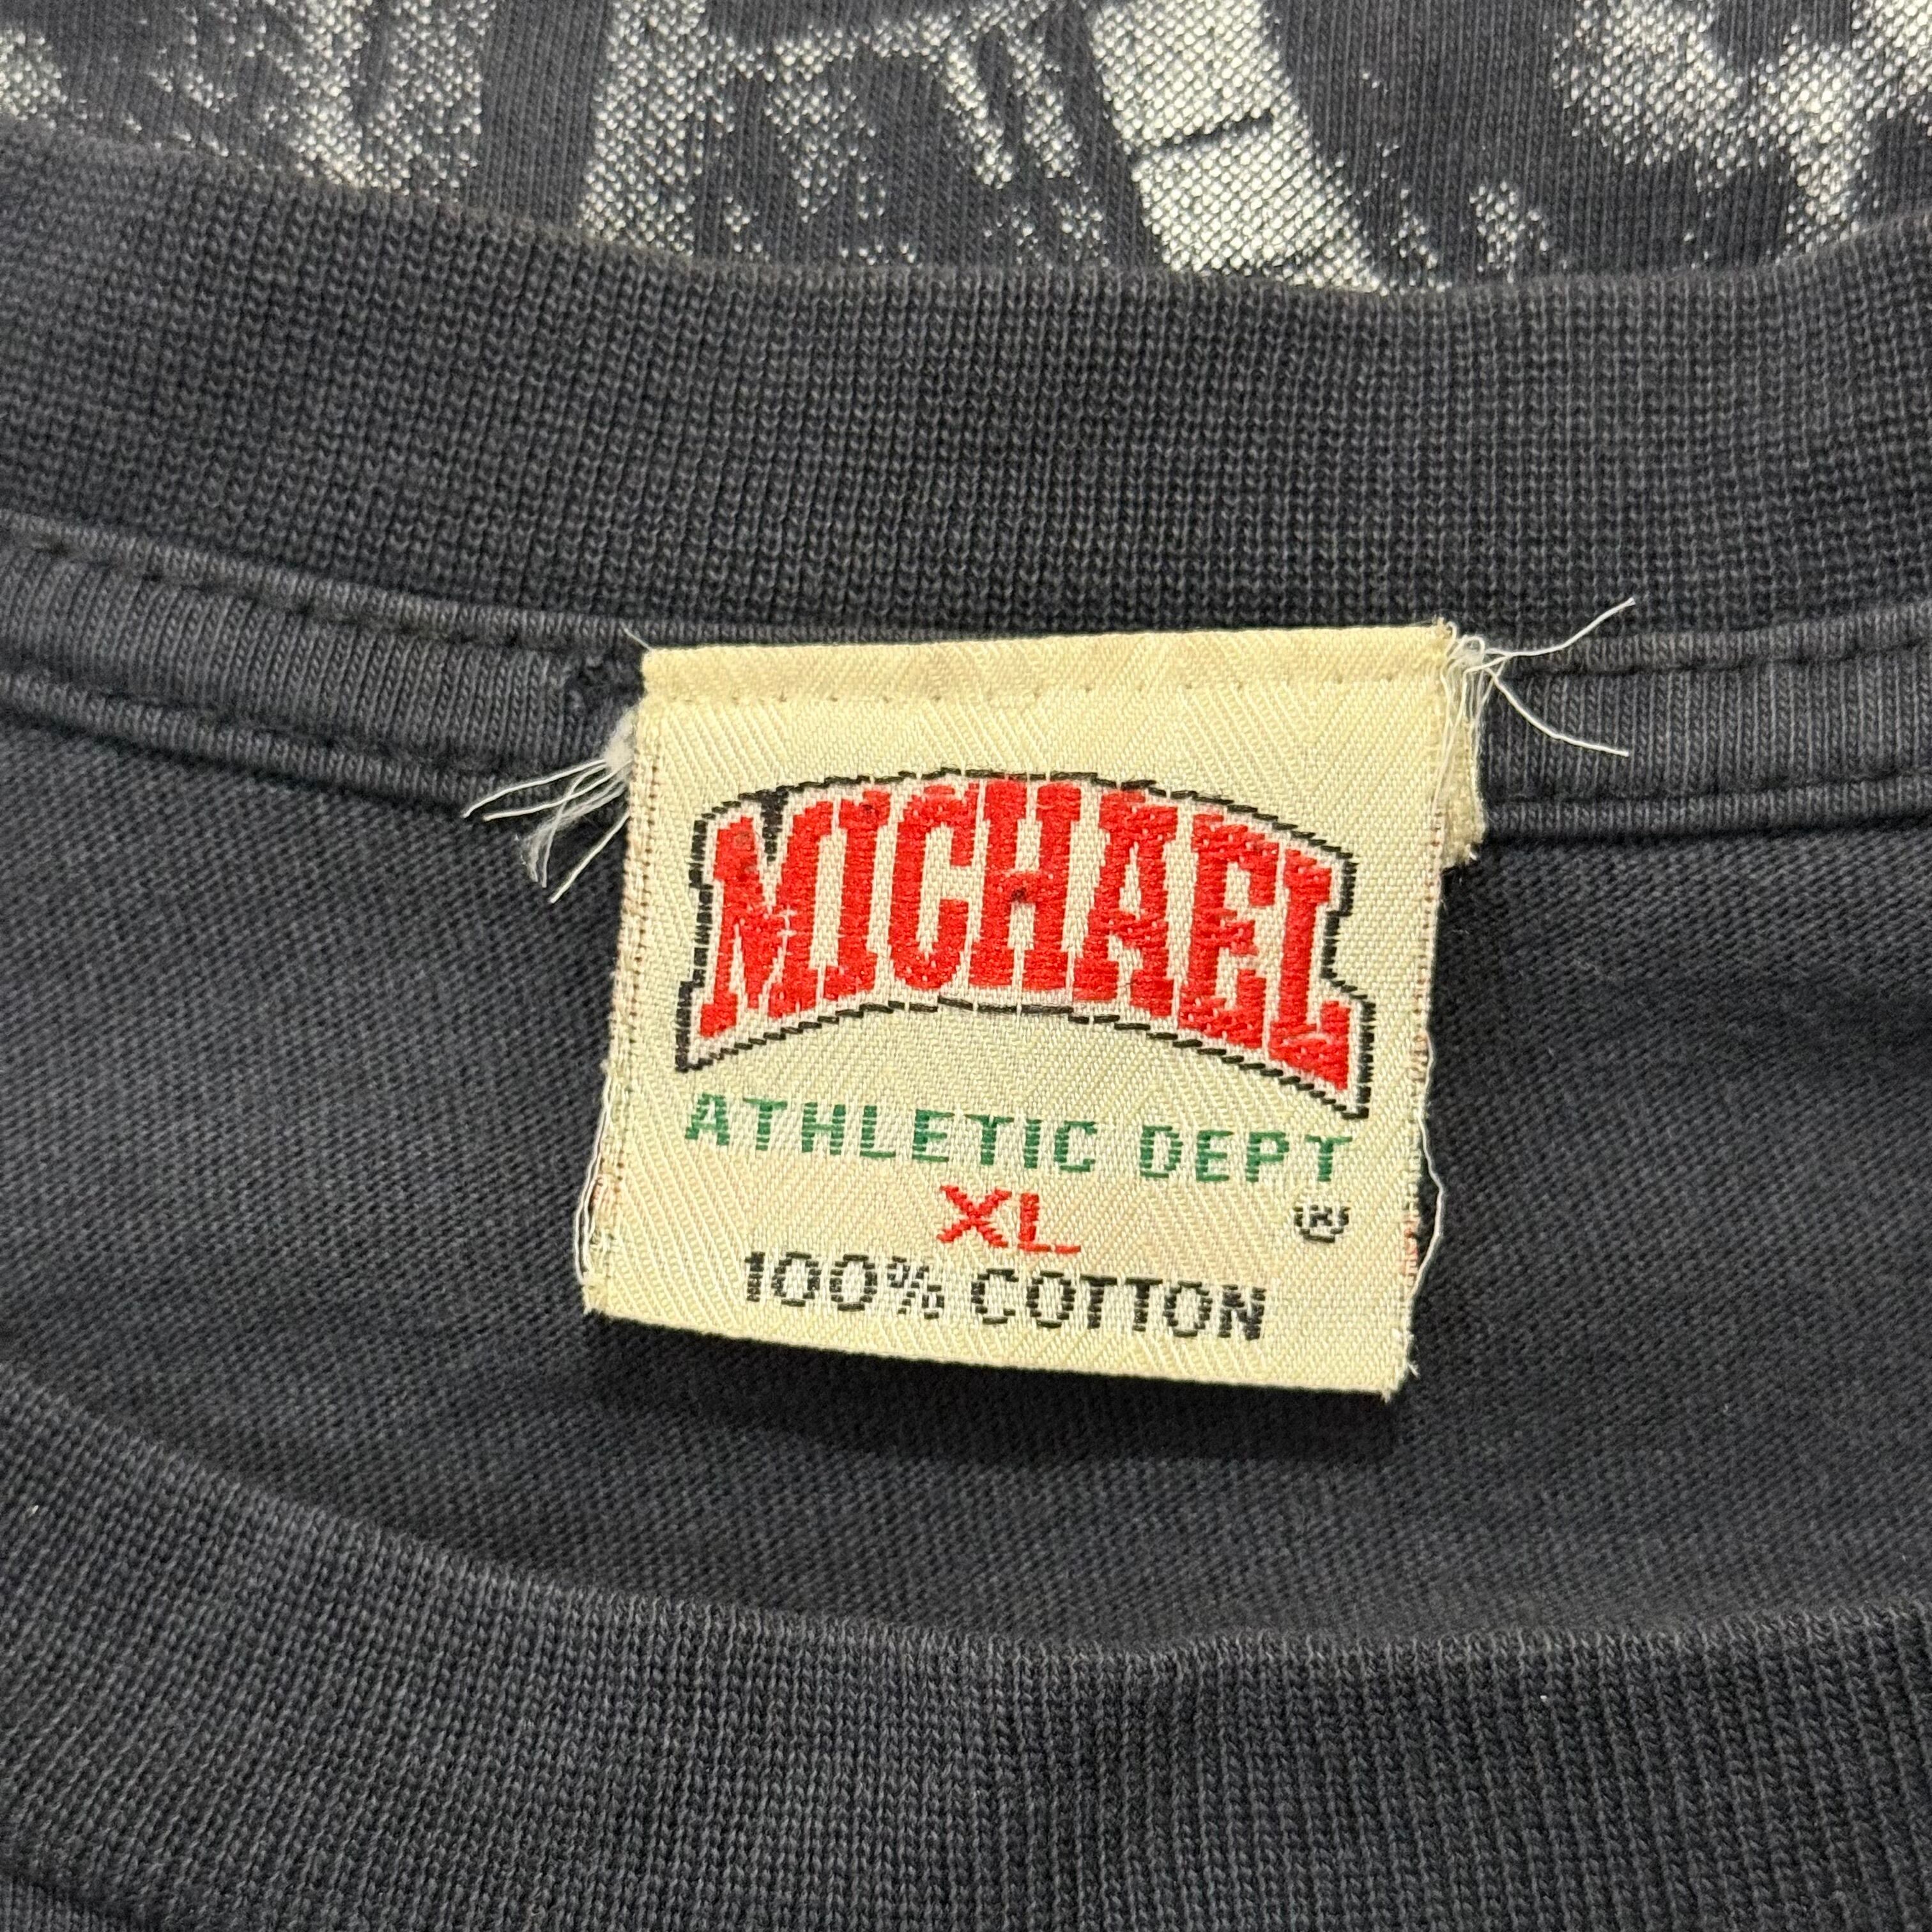 MICHAEL
ATHLETIC DEPT
XL ®
100% COTTON